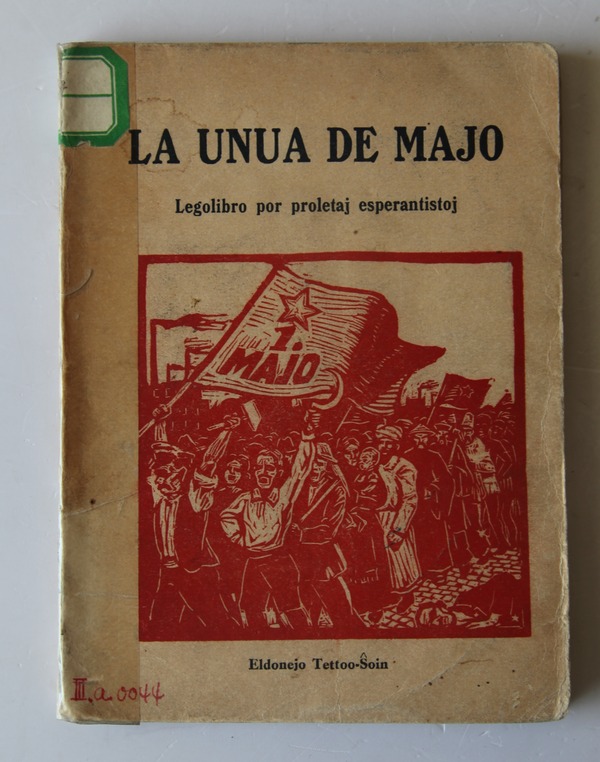 LA UNUA DE MAJO
Legolibro por proletaj esperantistoj
1.
MAJO
Eldonejo Tettoo-Ŝoin
III.a.0044